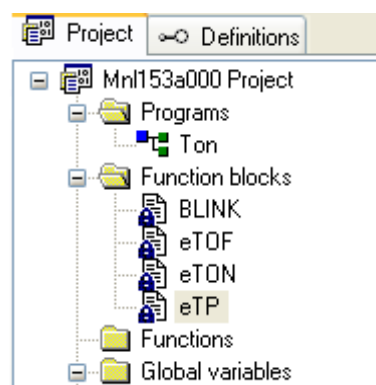 Project Definitions
Mnl153a000 Project
Programs
Ton
Function blocks
BLINK
eTOF
eTON
eTP
Functions
Global variables